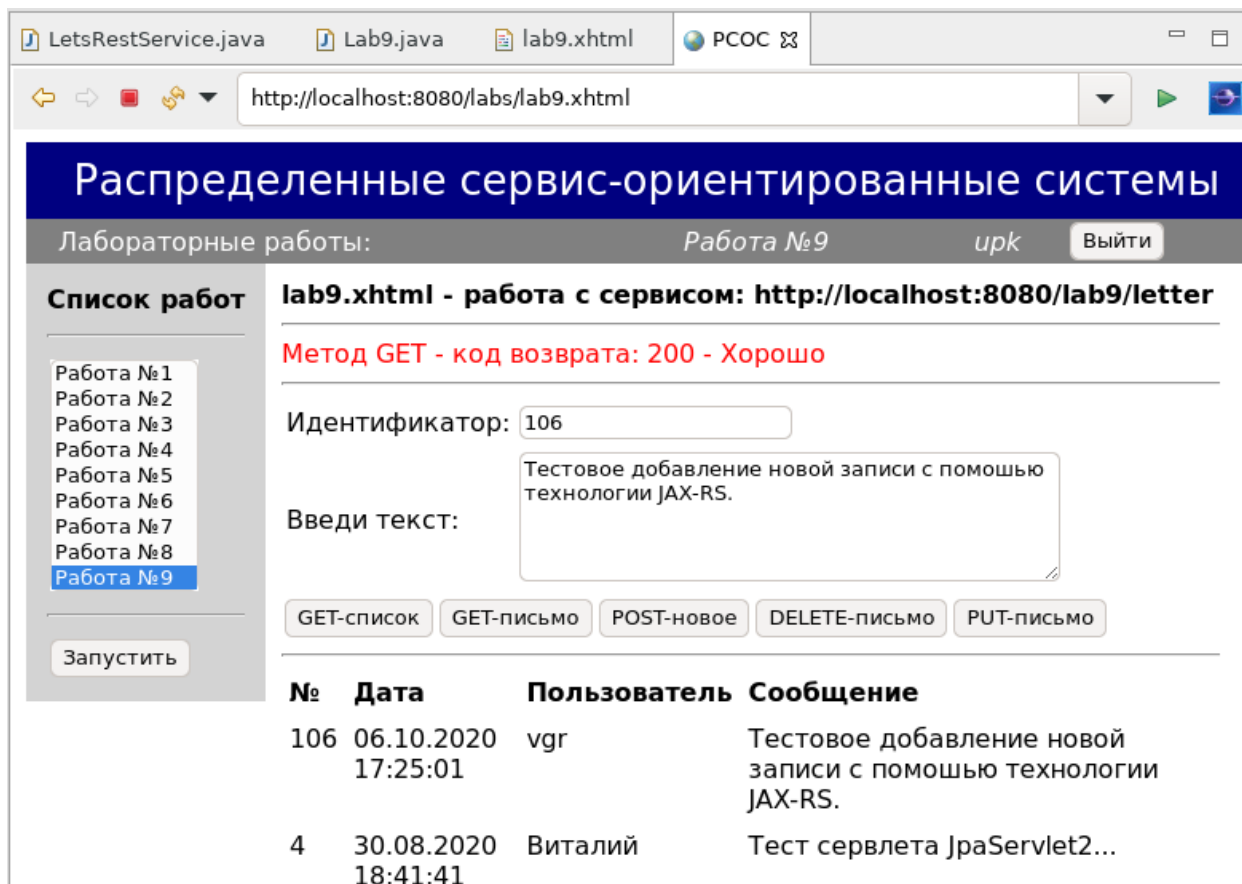 LetsRestService.java Lab9.java lab9.xhtml РСОС
http://localhost:8080/labs/lab9.xhtml
Распределенные сервис-ориентированные системы
Лабораторные работы: Работа №9 upk Выйти
Список работ
Работа №1
Работа №2
Работа №3
Работа №4
Работа №5
Работа №6
Работа №7
Работа №8
Работа №9
Запустить
lab9.xhtml - работа с сервисом: http://localhost:8080/lab9/letter
Метод GET - код возврата: 200 - Хорошо
Идентификатор: 106
Введи текст:
Тестовое добавление новой записи с помошью
технологии JAX-RS.
GET-список GET-письмо POST-новое DELETE-письмо PUT-письмо
№ Дата Пользователь Сообщение
106 06.10.2020 vgr Тестовое добавление новой
17:25:01 записи с помошью технологии
JAX-RS.
4 30.08.2020 Виталий Тест сервлета JpaServlet2...
18:41:41